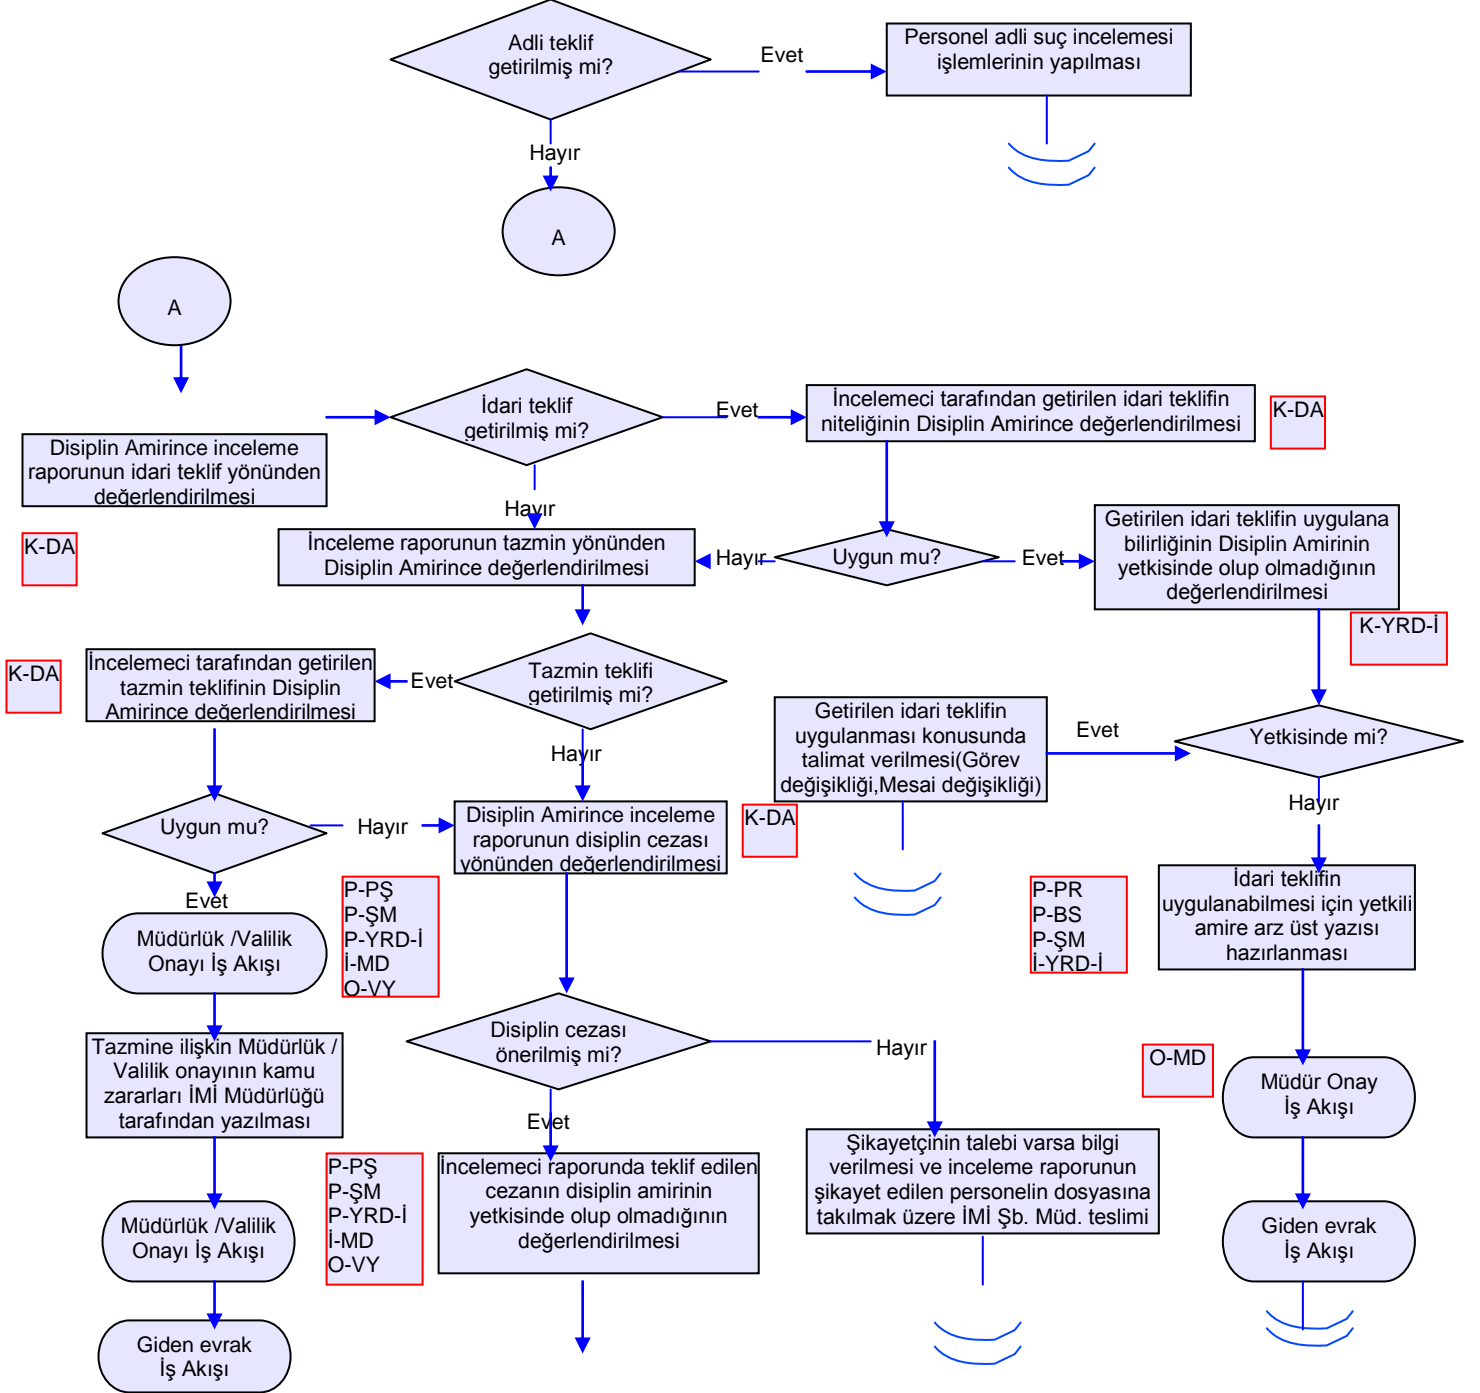 Adli teklif
getirilmiş mi?
Evet
Personel adli suç incelemesi
işlemlerinin yapılması
Hayır
A
A
İdari teklif
getirilmiş mi?
Evet
İncelemeci tarafından getirilen idari teklifin
niteliğinin Disiplin Amirince değerlendirilmesi
K-DA
Disiplin Amirince inceleme
raporunun idari teklif yönünden
değerlendirilmesi
K-DA
Hayır
İnceleme raporunun tazmin yönünden
Disiplin Amirince değerlendirilmesi
Hayır
Uygun mu?
Evet
Getirilen idari teklifin uygulana
bilirliğinin Disiplin Amirinin
yetkisinde olup olmadığının
değerlendirilmesi
K-YRD-İ
K-DA
İncelemeci tarafından getirilen
tazmin teklifinin Disiplin
Amirince değerlendirilmesi
Evet
Tazmin teklifi
getirilmiş mi?
Hayır
Getirilen idari teklifin
uygulanması konusunda
talimat verilmesi(Görev
değişikliği,Mesai değişikliği)
Evet
Yetkisinde mi?
Hayır
Uygun mu?
Hayır
Disiplin Amirince inceleme
raporunun disiplin cezası
yönünden değerlendirilmesi
K-DA
Evet
Müdürlük /Valilik
Onayı İş Akışı
P-PŞ
P-ŞM
P-YRD-İ
İ-MD
O-VY
P-PR
P-BS
P-ŞM
İ-YRD-İ
İdari teklifin
uygulanabilmesi için yetkili
amire arz üst yazısı
hazırlanması
Tazmine ilişkin Müdürlük /
Valilik onayının kamu
zararları İMİ Müdürlüğü
tarafından yazılması
Disiplin cezası
önerilmiş mi?
Hayır
Evet
O-MD
Müdür Onay
İş Akışı
P-PŞ
P-ŞM
P-YRD-İ
İ-MD
O-VY
İncelemeci raporunda teklif edilen
cezanın disiplin amirinin
yetkisinde olup olmadığının
değerlendirilmesi
Şikayetçinin talebi varsa bilgi
verilmesi ve inceleme raporunun
şikayet edilen personelin dosyasına
takılmak üzere İMİ Şb. Müd. teslimi
Müdürlük /Valilik
Onayı İş Akışı
Giden evrak
İş Akışı
Giden evrak
İş Akışı